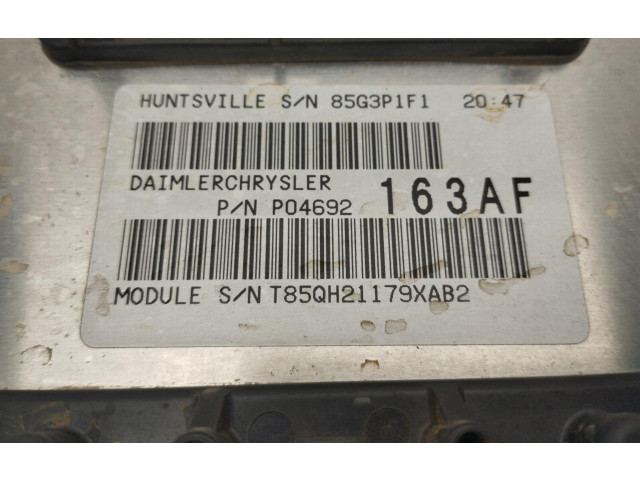 HUNTSVILLE S/N 85G3P1F1 20:47
DAIMLERCHRYSLER
P/N P04692 163AF
MODULE S/N T85QH21179XAB2